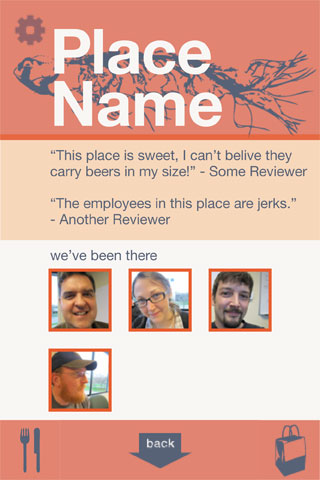 Place
Name
“This place is sweet, I can’t belive they
carry beers in my size!” - Some Reviewer
“The employees in this place are jerks.”
- Another Reviewer
we’ve been there
back